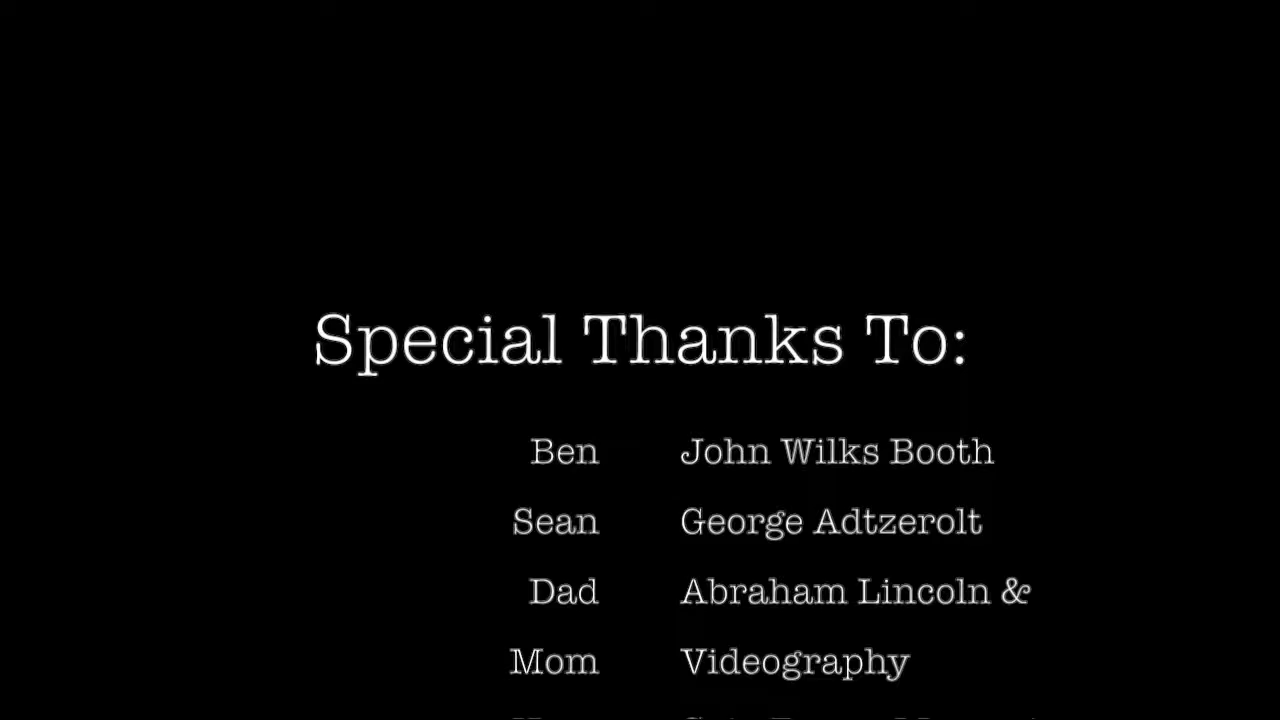 Special Thanks To:
Ben John Wilks Booth
Sean George Adtzerolt
Dad Abraham Lincoln &
Mom Videography